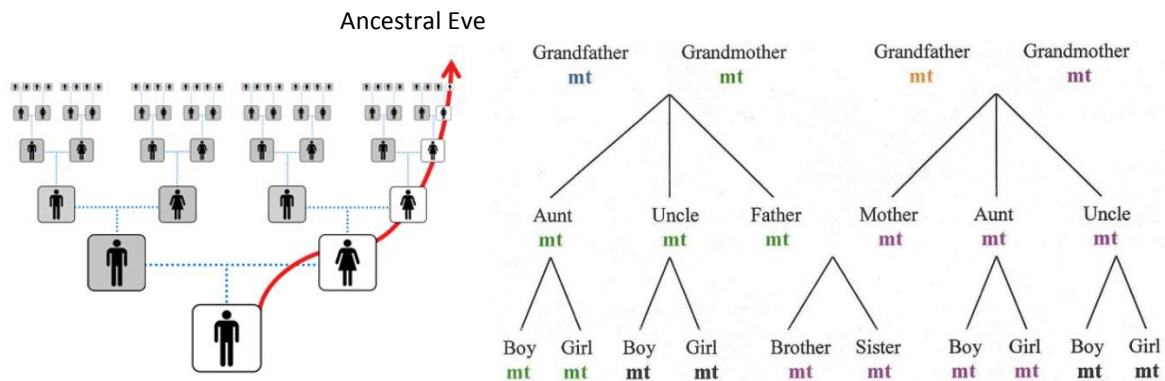 Ancestral Eve
Grandfather Grandmother Grandfather Grandmother
mt mt mt mt
Aunt Uncle Father Mother Aunt Uncle
mt mt mt mt mt mt
Boy Girl Boy Girl Brother Sister Boy Girl Boy Girl
mt mt mt mt mt mt mt mt mt mt